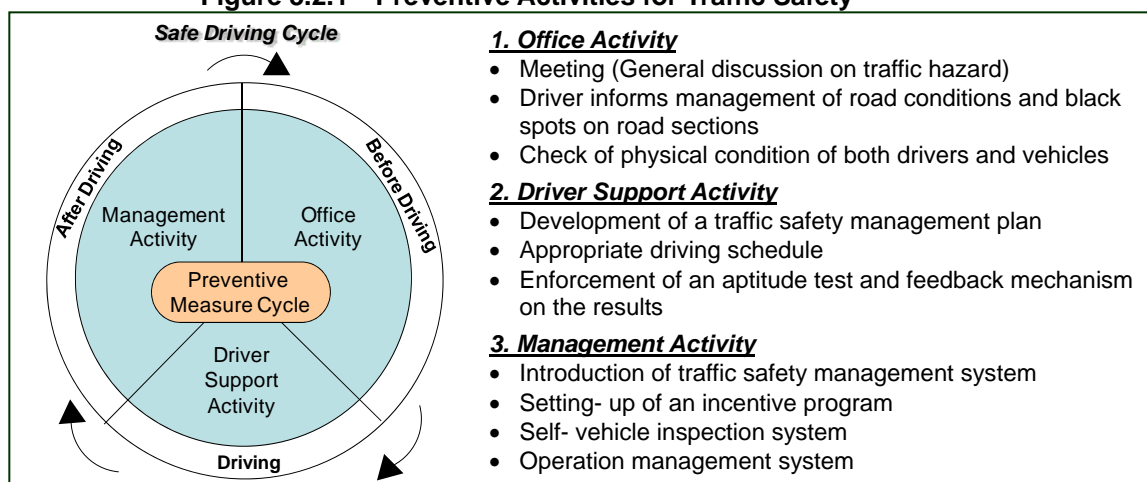 Figure 3.2.1 Preventive Activities for Traffic Safety
Safe Driving Cycle
After Driving
Before Driving
Management
Activity
Office
Activity
Preventive
Measure Cycle
Driver
Support
Activity
Driving
1. Office Activity
• Meeting (General discussion on traffic hazard)
• Driver informs management of road conditions and black
spots on road sections
• Check of physical condition of both drivers and vehicles
2. Driver Support Activity
• Development of a traffic safety management plan
• Appropriate driving schedule
• Enforcement of an aptitude test and feedback mechanism
on the results
3. Management Activity
• Introduction of traffic safety management system
• Setting- up of an incentive program
• Self- vehicle inspection system
• Operation management system